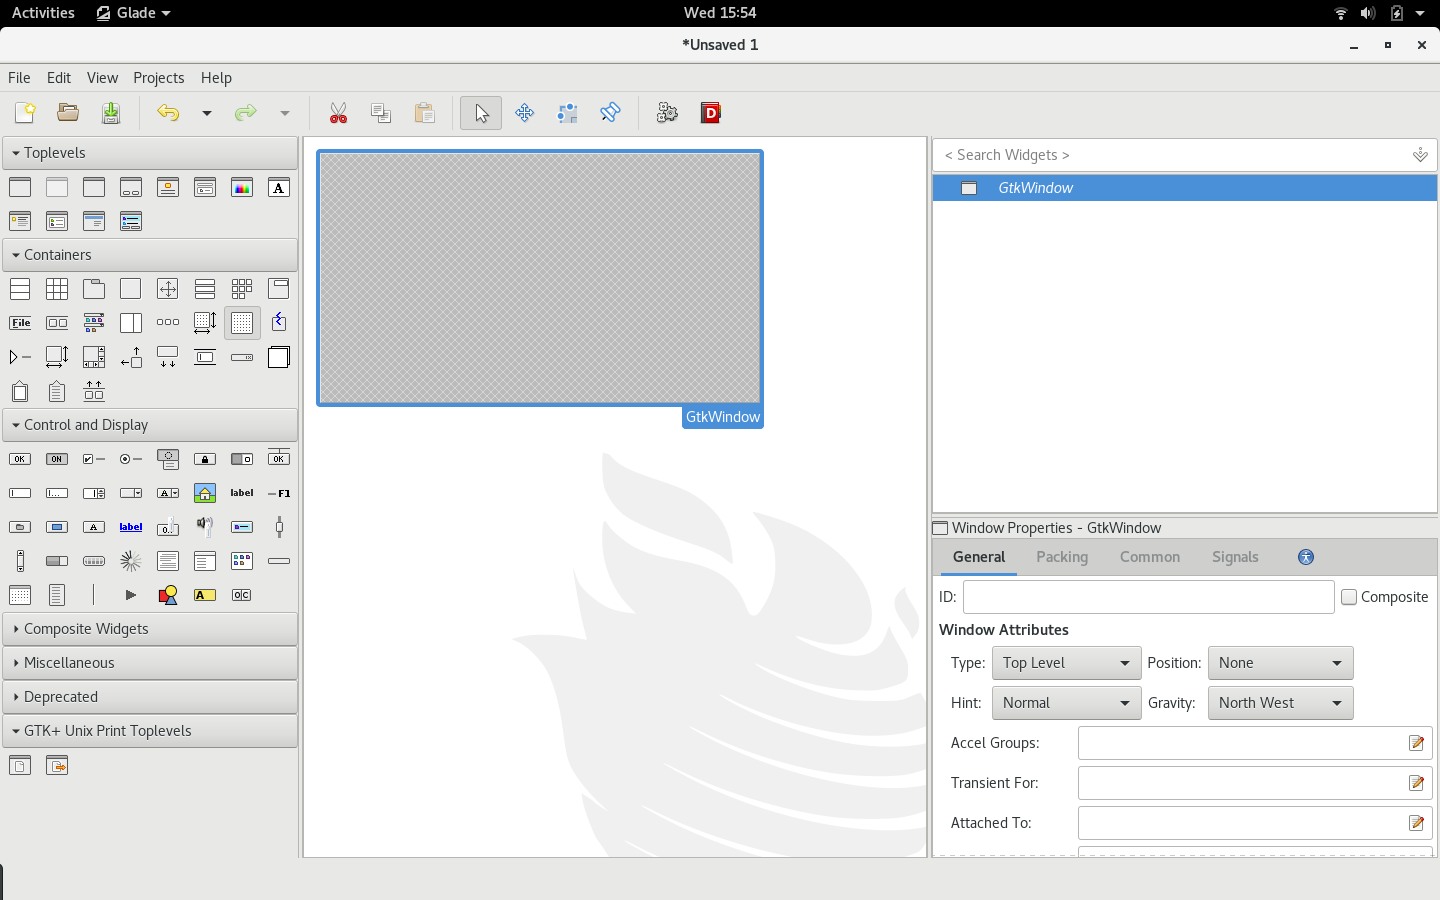 Activities Glade Wed 15:54
*Unsaved 1
File Edit View Projects Help
D
Toplevels
A
Containers
File
Control and Display
OK ON OK
A label F1
A label 0..
A OC
Composite Widgets
Miscellaneous
Deprecated
GTK+ Unix Print Toplevels
GtkWindow
< Search Widgets >
GtkWindow
Window Properties - GtkWindow
General Packing Common Signals
ID: Composite
Window Attributes
Type: Top Level Position: None
Hint: Normal Gravity: North West
Accel Groups:
Transient For:
Attached To: